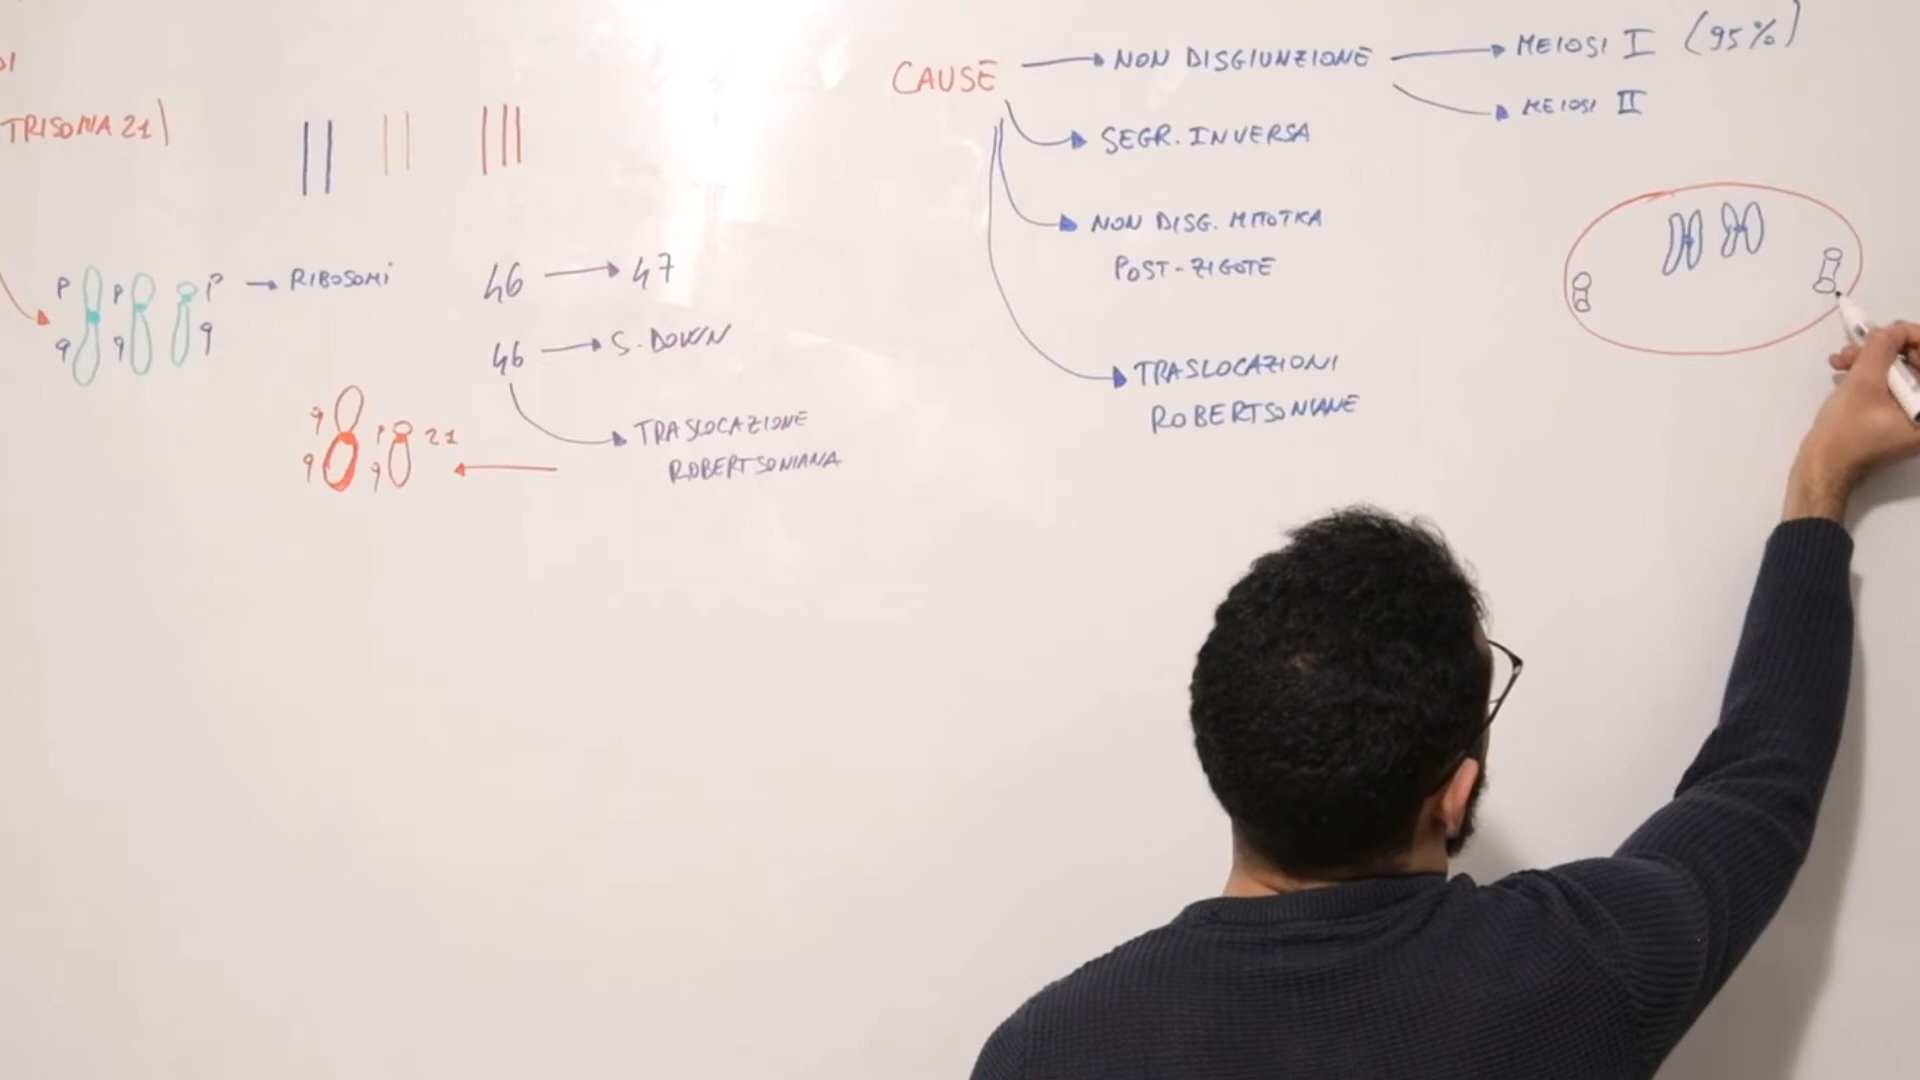 TRISOMIA 21)
P P P → RIBOSOMI
q q q
46 → 47
46 → S. DOWN
TRASLOCAZIONE
ROBERTSONIANA
q P 21
q q
CAUSE → NON DISGIUNZIONE → MEIOSI I (95%)
MEIOSI II
SEGR. INVERSA
NON DISG. MITOTICA
POST-ZIGOTE
TRASLOCAZIONI
ROBERTSONIANE